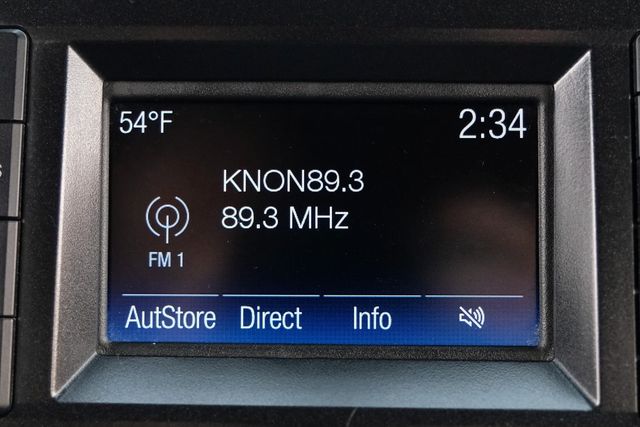 54°F 2:34
KNON89.3
89.3 MHz
FM 1
AutStore Direct Info